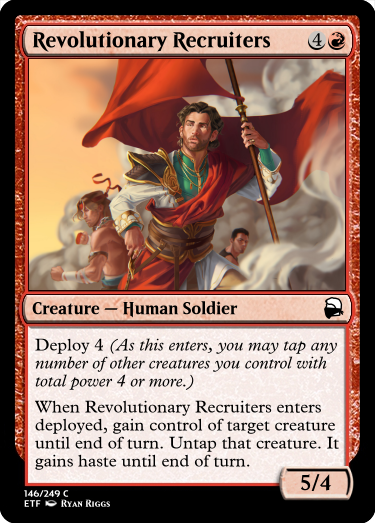 Revolutionary Recruiters 4
Creature — Human Soldier
Deploy 4 (As this enters, you may tap any
number of other creatures you control with
total power 4 or more.)
When Revolutionary Recruiters enters
deployed, gain control of target creature
until end of turn. Untap that creature. It
gains haste until end of turn.
5/4
146/249 C
ETF RYAN RIGGS